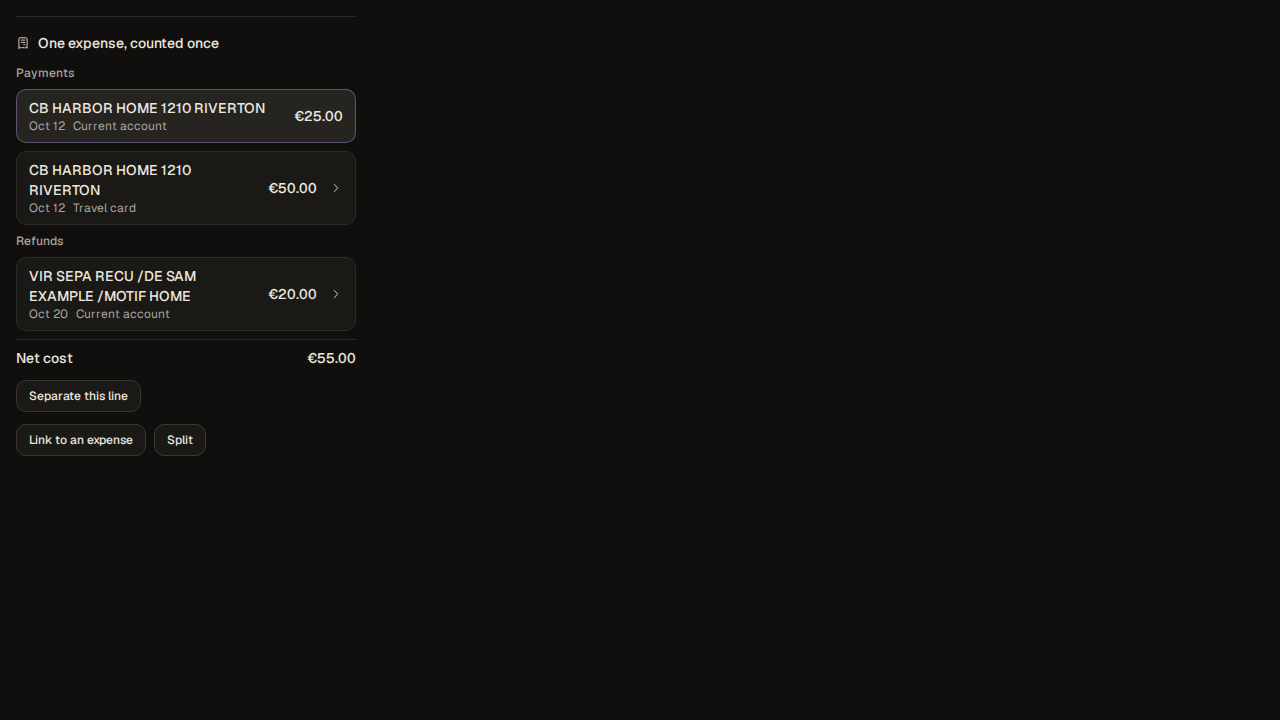 One expense, counted once
Payments
CB HARBOR HOME 1210 RIVERTON
€25.00
Oct 12 Current account
CB HARBOR HOME 1210
RIVERTON
€50.00
Oct 12 Travel card
Refunds
VIR SEPA RECU /DE SAM
EXAMPLE /MOTIF HOME
€20.00
Oct 20 Current account
Net cost
€55.00
Separate this line
Link to an expense
Split